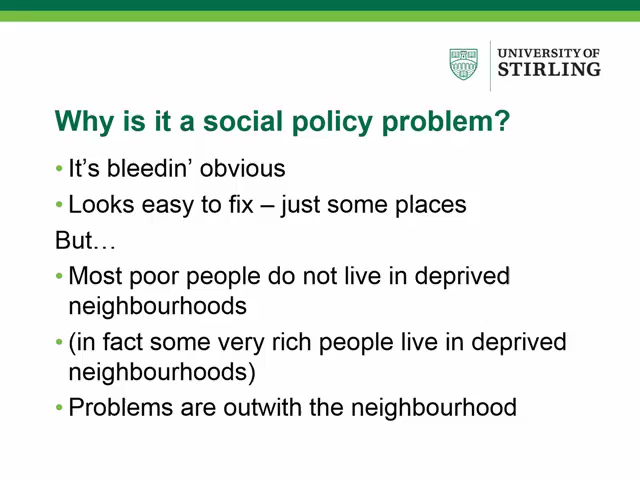 UNIVERSITY OF
STIRLING
Why is it a social policy problem?
• It’s bleedin’ obvious
• Looks easy to fix – just some places
But…
• Most poor people do not live in deprived
neighbourhoods
• (in fact some very rich people live in deprived
neighbourhoods)
• Problems are outwith the neighbourhood